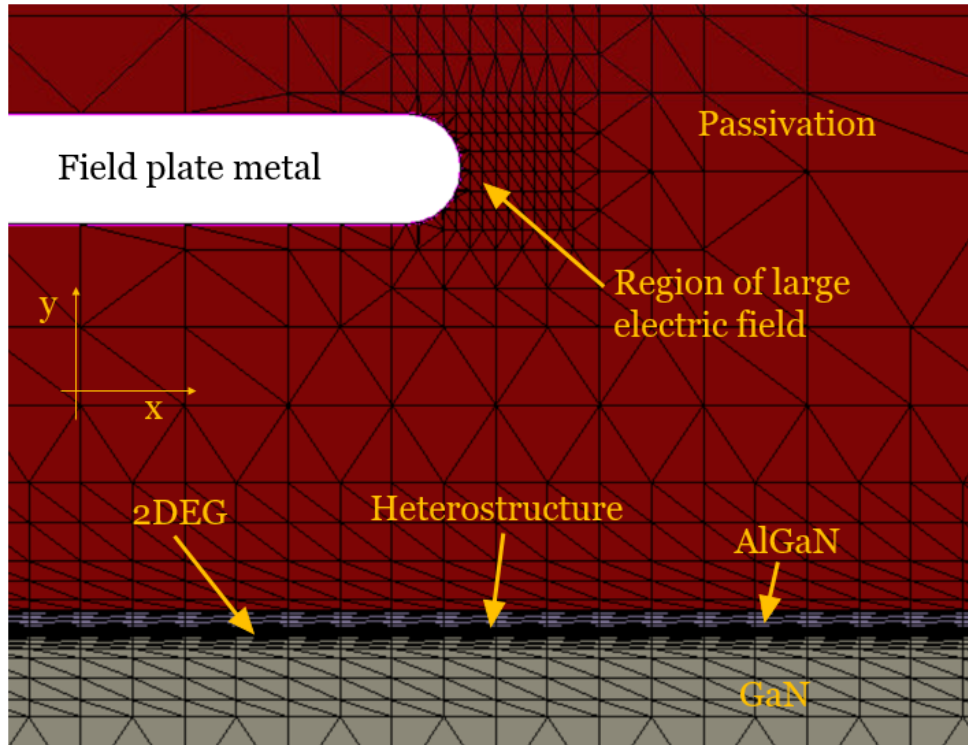 Passivation
Field plate metal
Region of large
electric field
y
x
2DEG
Heterostructure
AlGaN
GaN